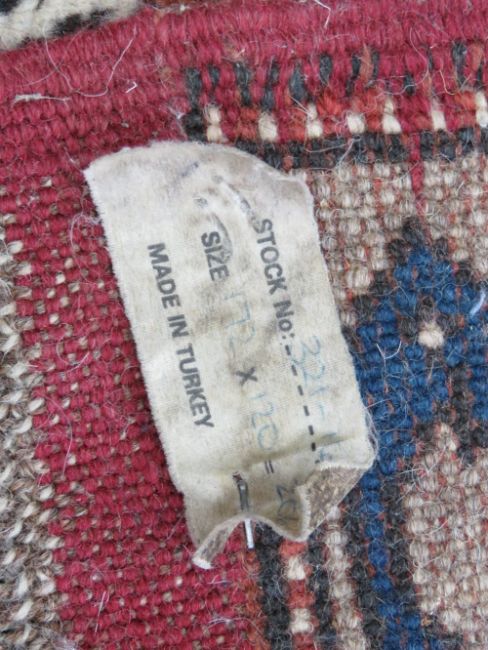 STOCK No:
SIZE 172 X 120 =
MADE IN TURKEY